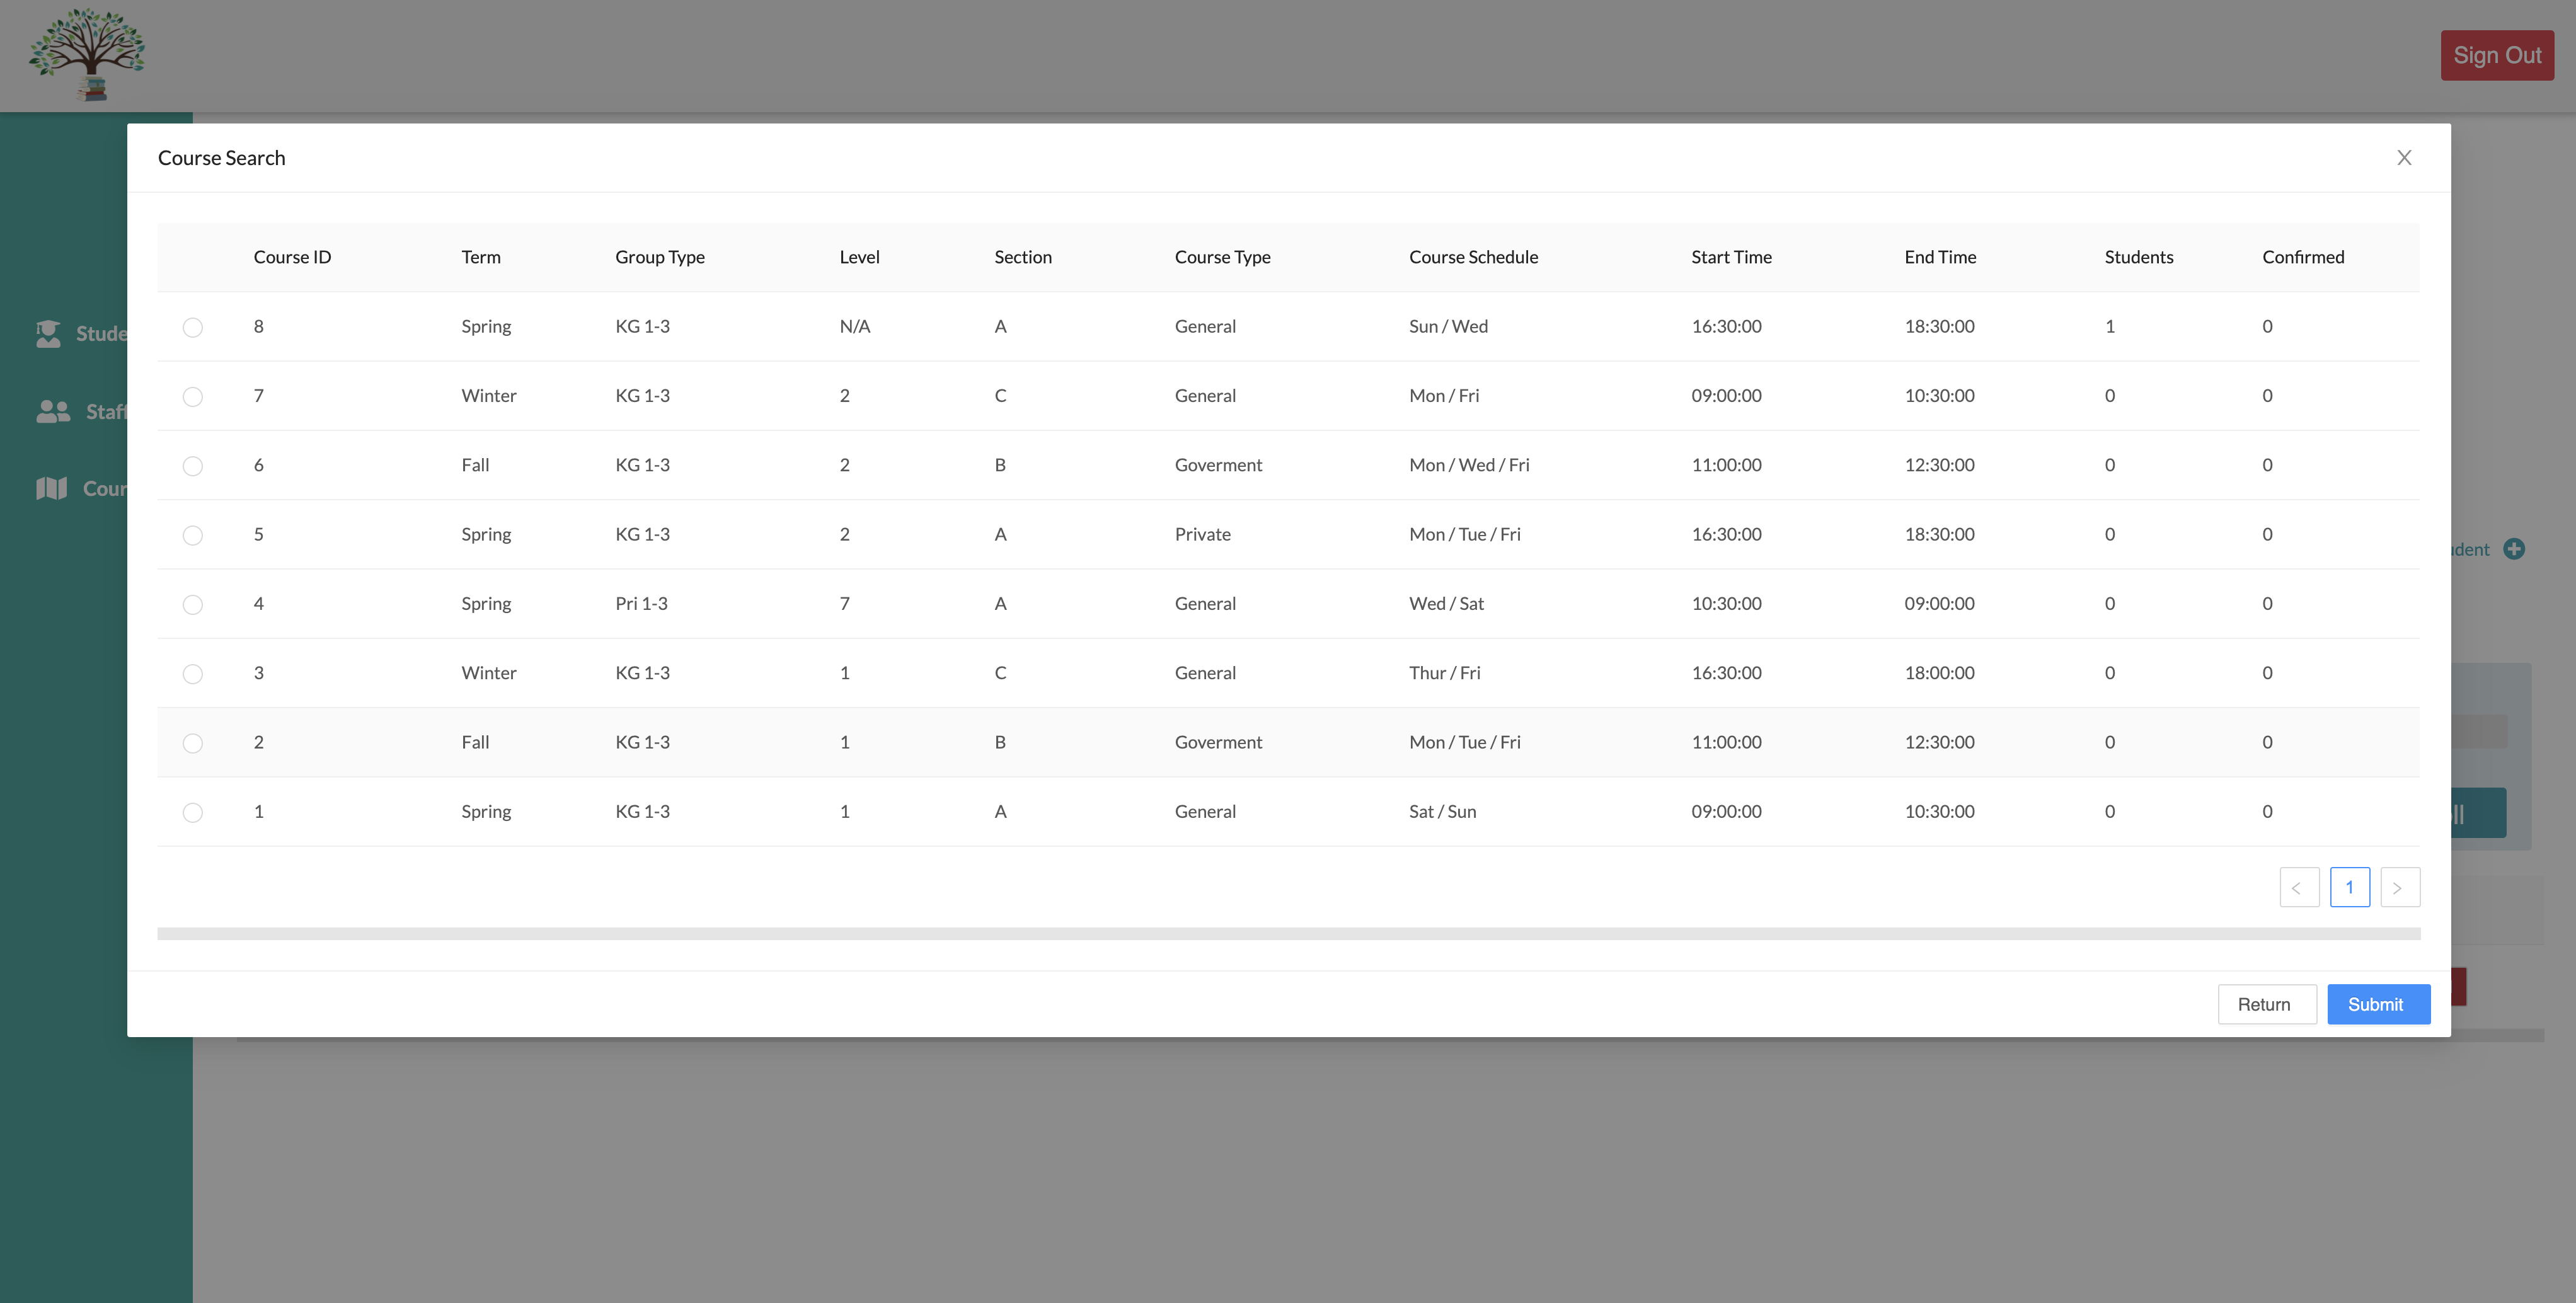 Sign Out
Course Search
Course ID Term Group Type Level Section Course Type Course Schedule Start Time End Time Students Confirmed
8 Spring KG 1-3 N/A A General Sun / Wed 16:30:00 18:30:00 1 0
7 Winter KG 1-3 2 C General Mon / Fri 09:00:00 10:30:00 0 0
6 Fall KG 1-3 2 B Goverment Mon / Wed / Fri 11:00:00 12:30:00 0 0
5 Spring KG 1-3 2 A Private Mon / Tue / Fri 16:30:00 18:30:00 0 0
4 Spring Pri 1-3 7 A General Wed / Sat 10:30:00 09:00:00 0 0
3 Winter KG 1-3 1 C General Thur / Fri 16:30:00 18:00:00 0 0
2 Fall KG 1-3 1 B Goverment Mon / Tue / Fri 11:00:00 12:30:00 0 0
1 Spring KG 1-3 1 A General Sat / Sun 09:00:00 10:30:00 0 0
< 1 >
Return Submit
Stude
Staff
Cour